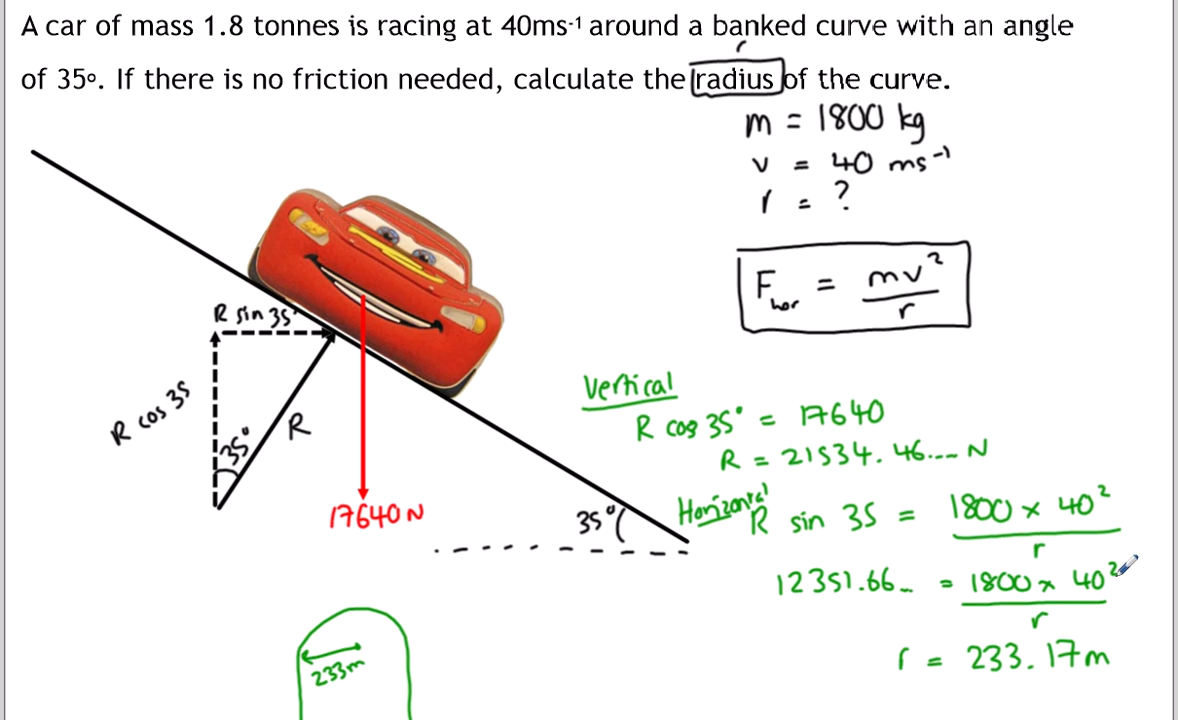 A car of mass 1.8 tonnes is racing at 40ms-1 around a banked curve with an angle
r
of 35º. If there is no friction needed, calculate the radius of the curve.
m = 1800 kg
v = 40 ms⁻¹
r = ?
F hor = mv² / r
R sin 35°
R cos 35
35°
R
17640 N
35°
Vertical
R cos 35° = 17640
R = 21534.46... N
Horizontal
R sin 35 = 1800 × 40² / r
12351.66.. = 1800 × 40² / r
r = 233.17m
233m